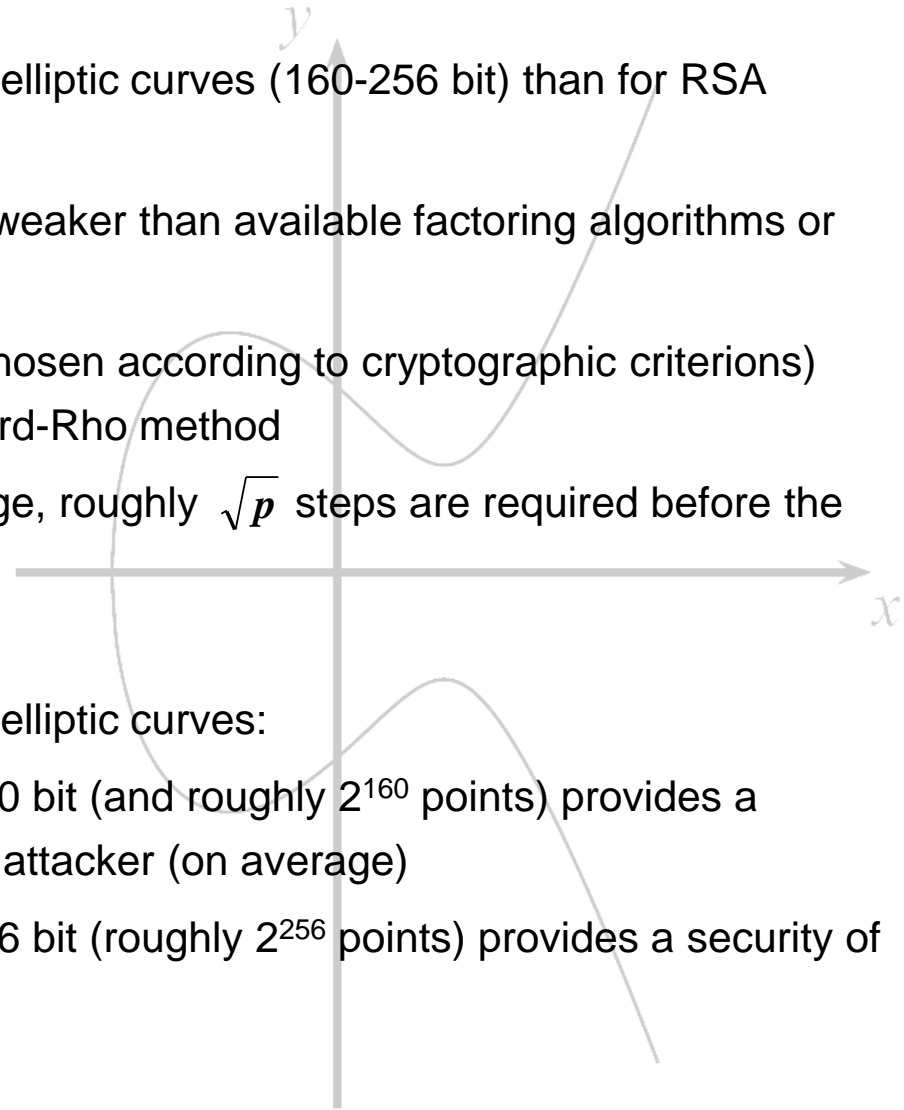 y
elliptic curves (160-256 bit) than for RSA
weaker than available factoring algorithms or
hosen according to cryptographic criterions)
rd-Rho method
ge, roughly √p steps are required before the
x
elliptic curves:
0 bit (and roughly 2¹⁶⁰ points) provides a
attacker (on average)
6 bit (roughly 2²⁵⁶ points) provides a security of